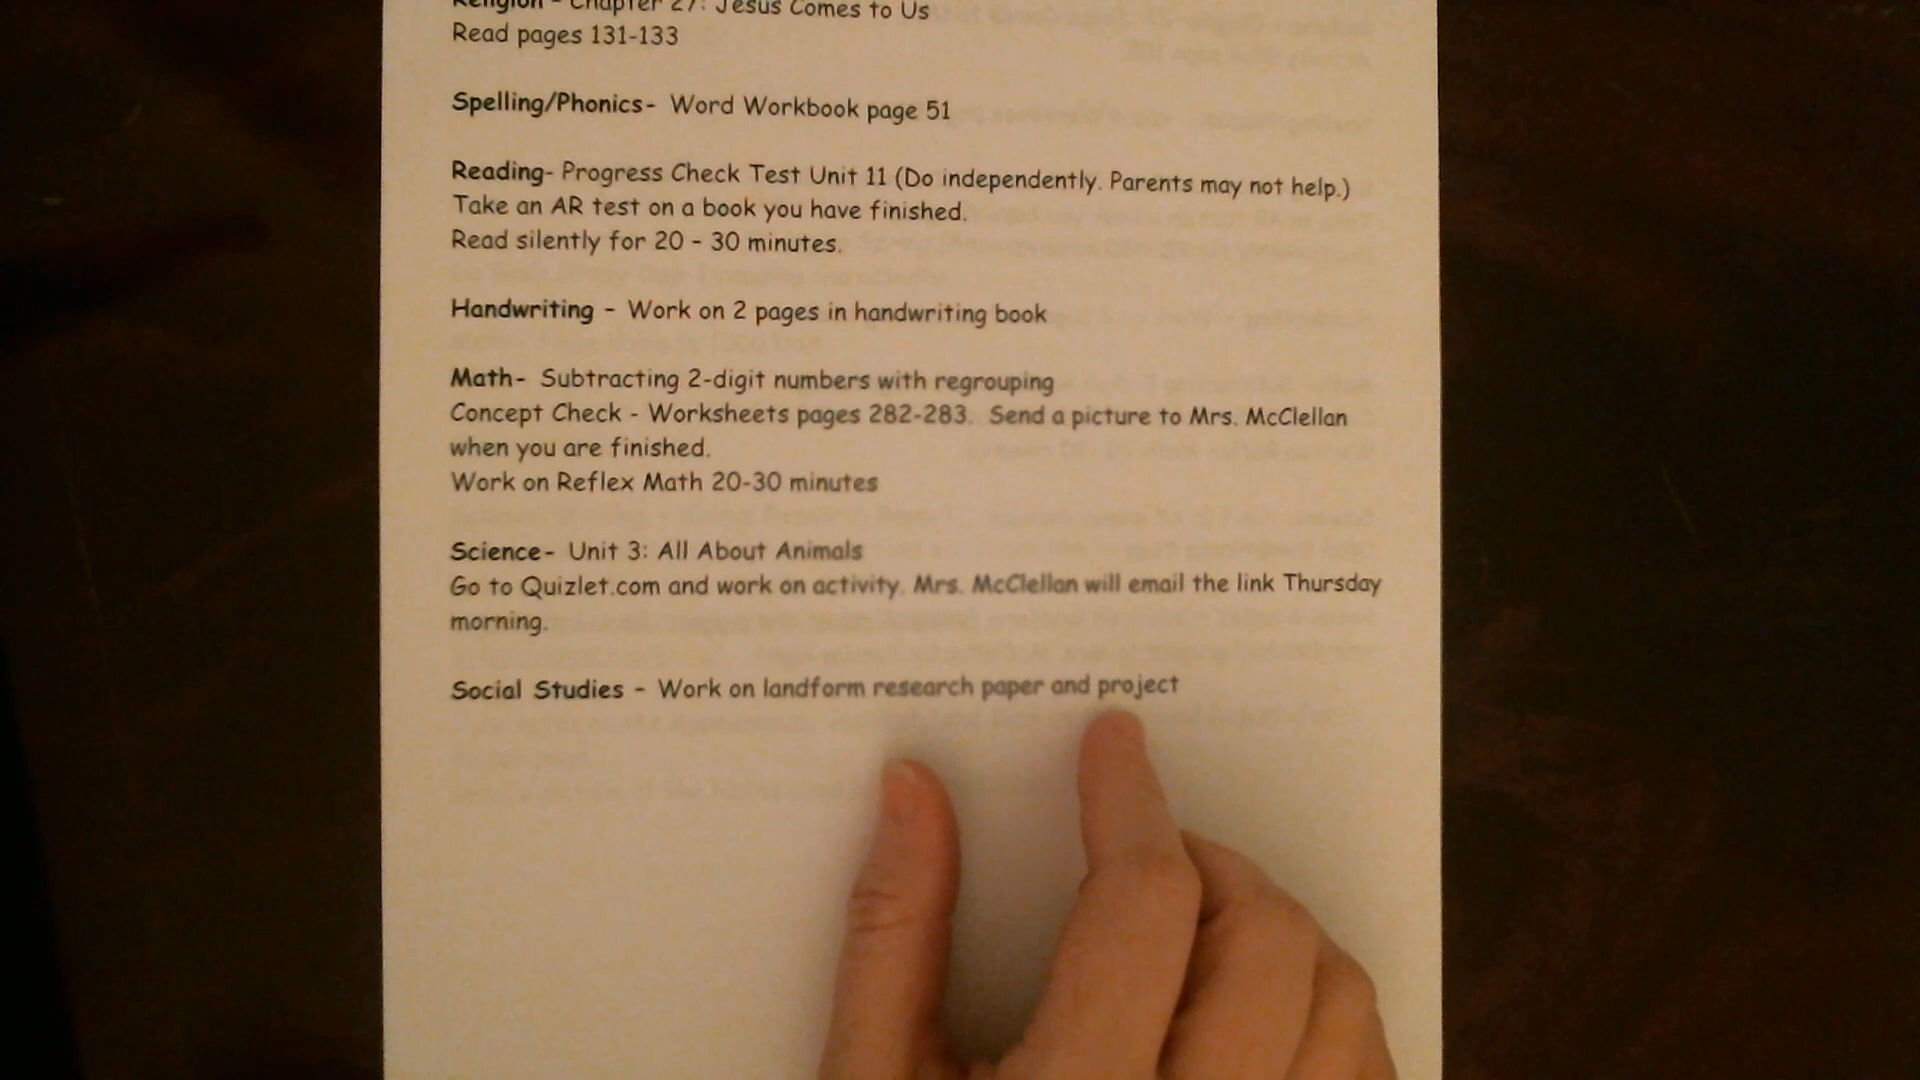 Religion - Chapter 27: Jesus Comes to Us
Read pages 131-133
Spelling/Phonics- Word Workbook page 51
Reading- Progress Check Test Unit 11 (Do independently. Parents may not help.)
Take an AR test on a book you have finished.
Read silently for 20 - 30 minutes.
Handwriting - Work on 2 pages in handwriting book
Math- Subtracting 2-digit numbers with regrouping
Concept Check - Worksheets pages 282-283. Send a picture to Mrs. McClellan
when you are finished.
Work on Reflex Math 20-30 minutes
Science- Unit 3: All About Animals
Go to Quizlet.com and work on activity. Mrs. McClellan will email the link Thursday
morning.
Social Studies - Work on landform research paper and project